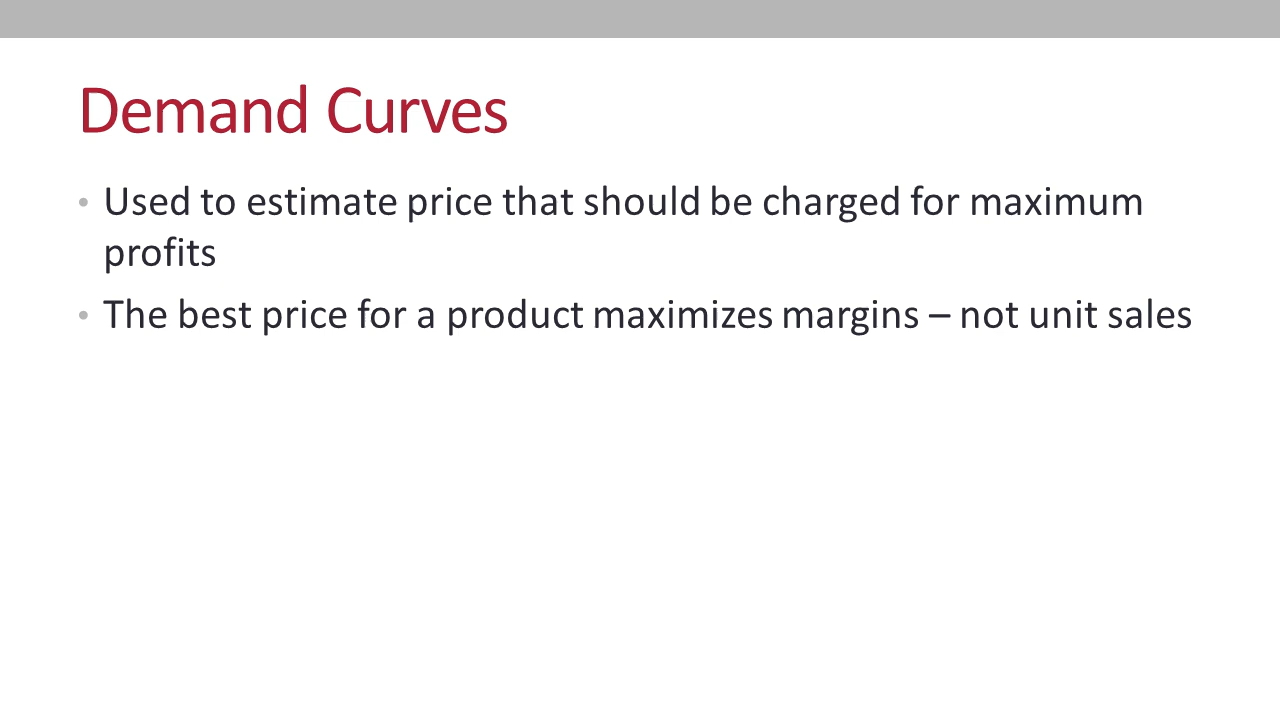 Demand Curves
• Used to estimate price that should be charged for maximum
profits
• The best price for a product maximizes margins – not unit sales